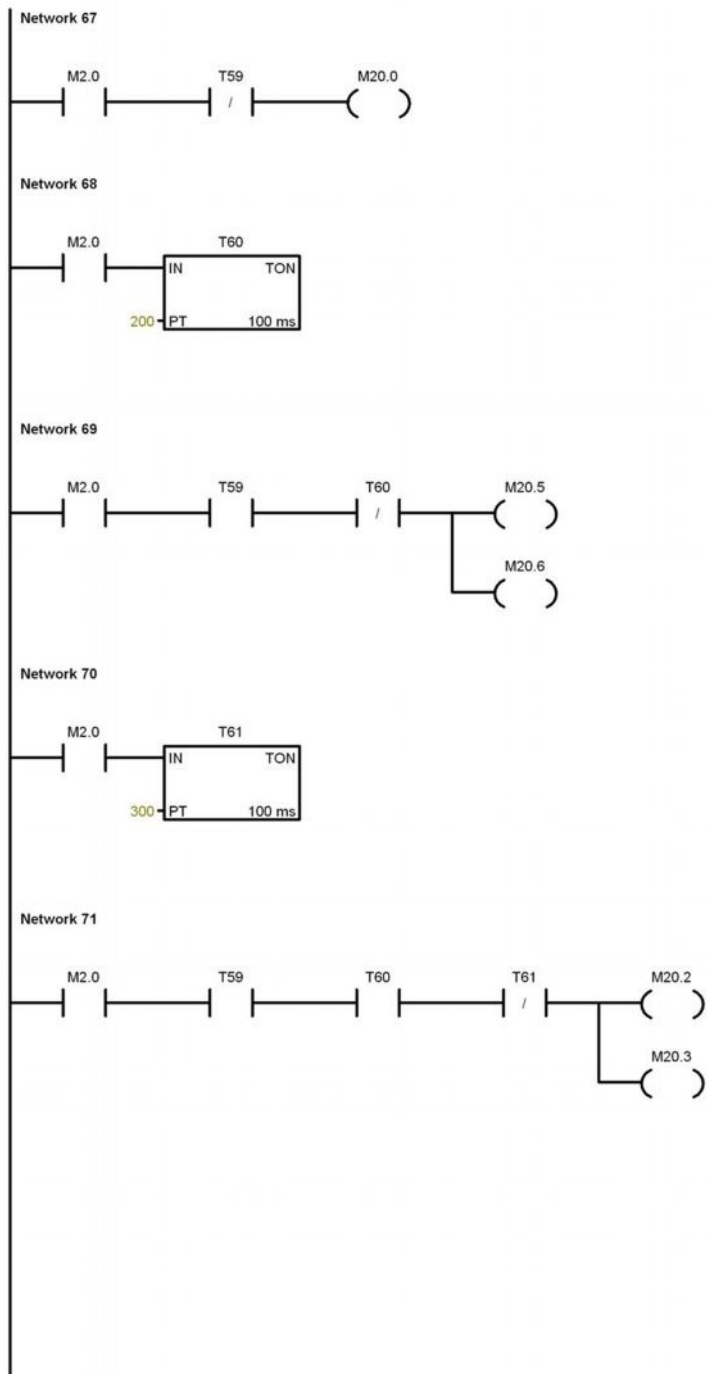 Network 67
M2.0 T59 M20.0
/
Network 68
M2.0 T60
IN TON
200 PT 100 ms
Network 69
M2.0 T59 T60 M20.5
/
M20.6
Network 70
M2.0 T61
IN TON
300 PT 100 ms
Network 71
M2.0 T59 T60 T61 M20.2
/
M20.3